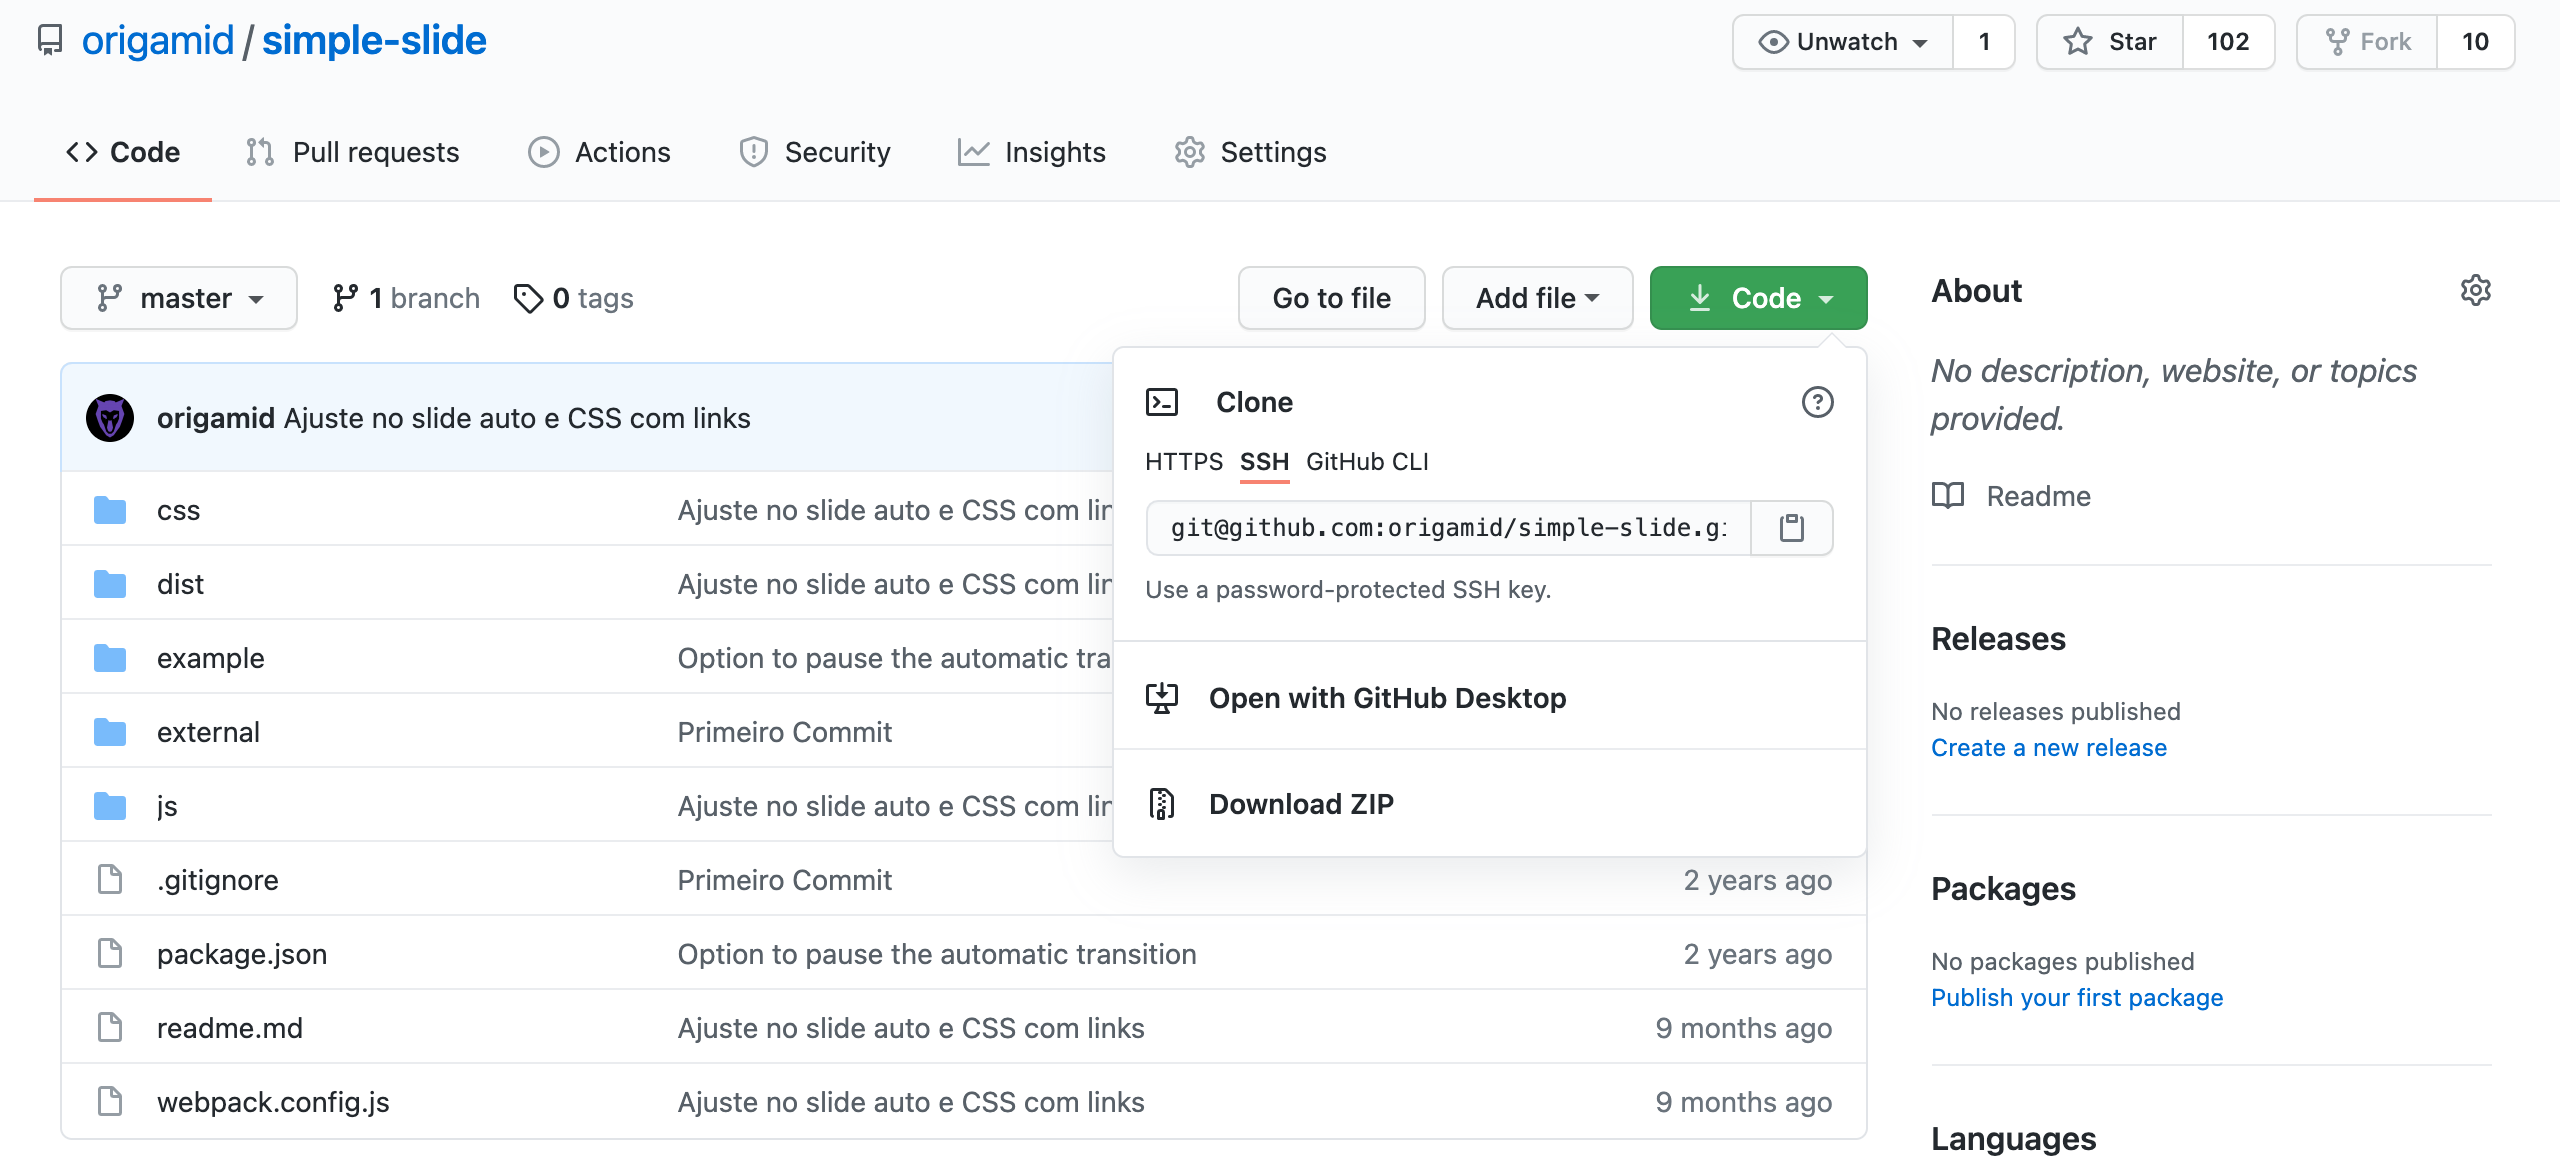 origamid / simple-slide
Unwatch 1
Star 102
Fork 10
Code
Pull requests
Actions
Security
Insights
Settings
master
1 branch
0 tags
Go to file
Add file
Code
origamid Ajuste no slide auto e CSS com links
css Ajuste no slide auto e CSS com
dist Ajuste no slide auto e CSS com
example Option to pause the automatic
external Primeiro Commit
js Ajuste no slide auto e CSS com
.gitignore Primeiro Commit 2 years ago
package.json Option to pause the automatic transition 2 years ago
readme.md Ajuste no slide auto e CSS com links 9 months ago
webpack.config.js Ajuste no slide auto e CSS com links 9 months ago
Clone
HTTPS SSH GitHub CLI
git@github.com:origamid/simple-slide.g
Use a password-protected SSH key.
Open with GitHub Desktop
Download ZIP
About
No description, website, or topics
provided.
Readme
Releases
No releases published
Create a new release
Packages
No packages published
Publish your first package
Languages